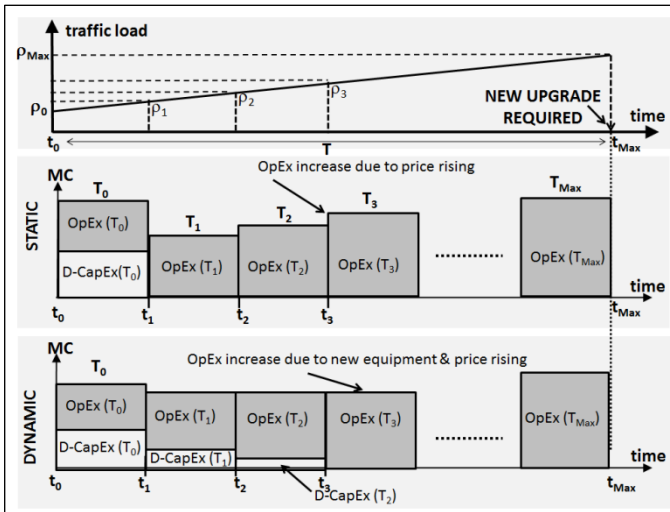 traffic load
ρMax
ρ0
ρ1
ρ2
ρ3
NEW UPGRADE
REQUIRED
time
t0
T
tMax
STATIC
MC
OpEx increase due to price rising
T0
T1
T2
T3
TMax
OpEx (T0)
D-CapEx(T0)
OpEx (T1)
OpEx (T2)
OpEx (T3)
OpEx (TMax)
time
t0
t1
t2
t3
tMax
DYNAMIC
MC
T0
OpEx increase due to new equipment & price rising
OpEx (T0)
D-CapEx (T0)
OpEx (T1)
D-CapEx (T1)
OpEx (T2)
OpEx (T3)
OpEx (TMax)
time
t0
t1
t2
t3
D-CapEx (T2)
tMax